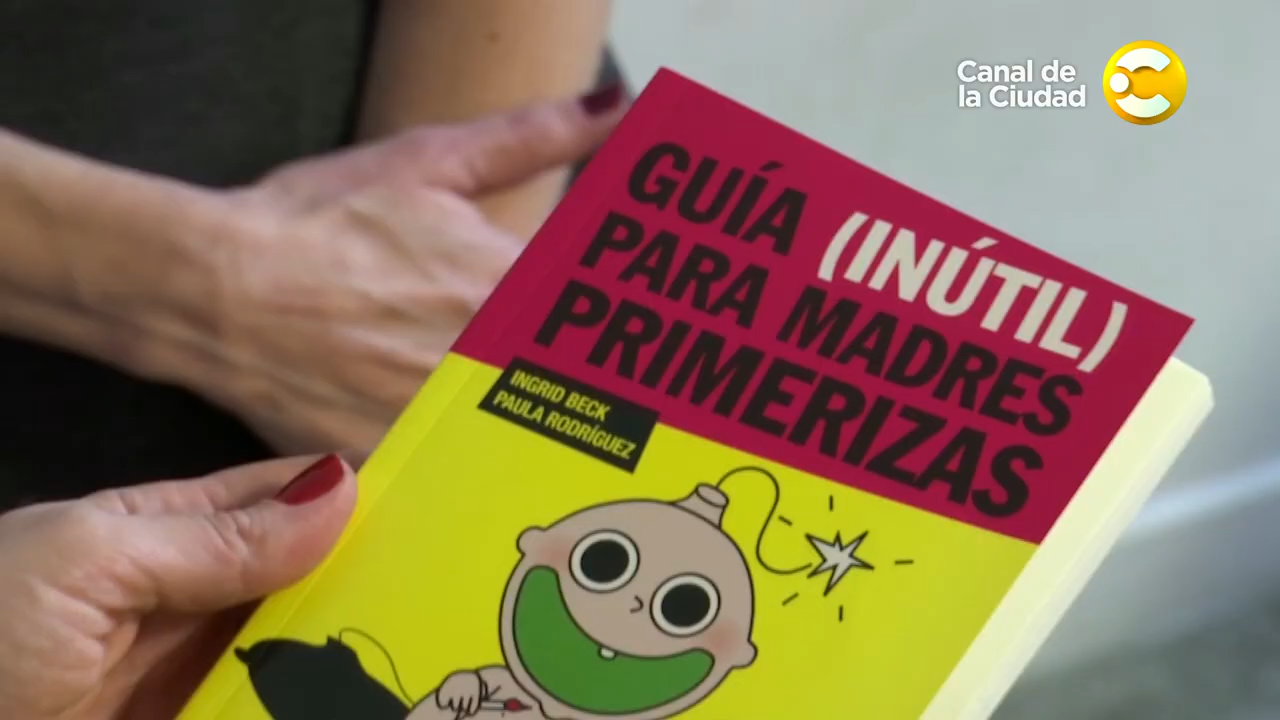 Canal de
la Ciudad
GUÍA (INÚTIL)
PARA MADRES
PRIMERIZAS
INGRID BECK
PAULA RODRÍGUEZ